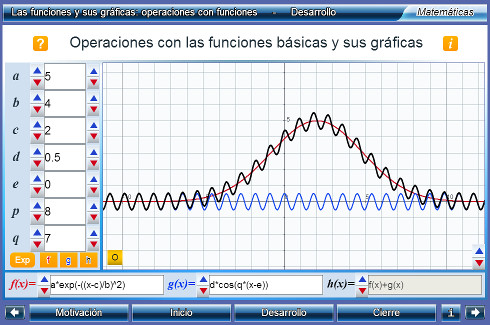 Las funciones y sus gráficas: operaciones con funciones - Desarrollo Matemáticas
? Operaciones con las funciones básicas y sus gráficas i
a 5
b 4
c 2
d 0.5
e 0
p 8
q 7
Exp f g h O
5
f(x)= a*exp(-((x-c)/b)^2) g(x)= d*cos(q*(x-e)) h(x)= f(x)+g(x)
Motivación Inicio Desarrollo Cierre i